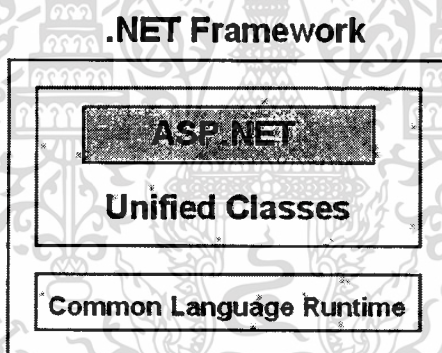 .NET Framework
ASP.NET
Unified Classes
Common Language Runtime